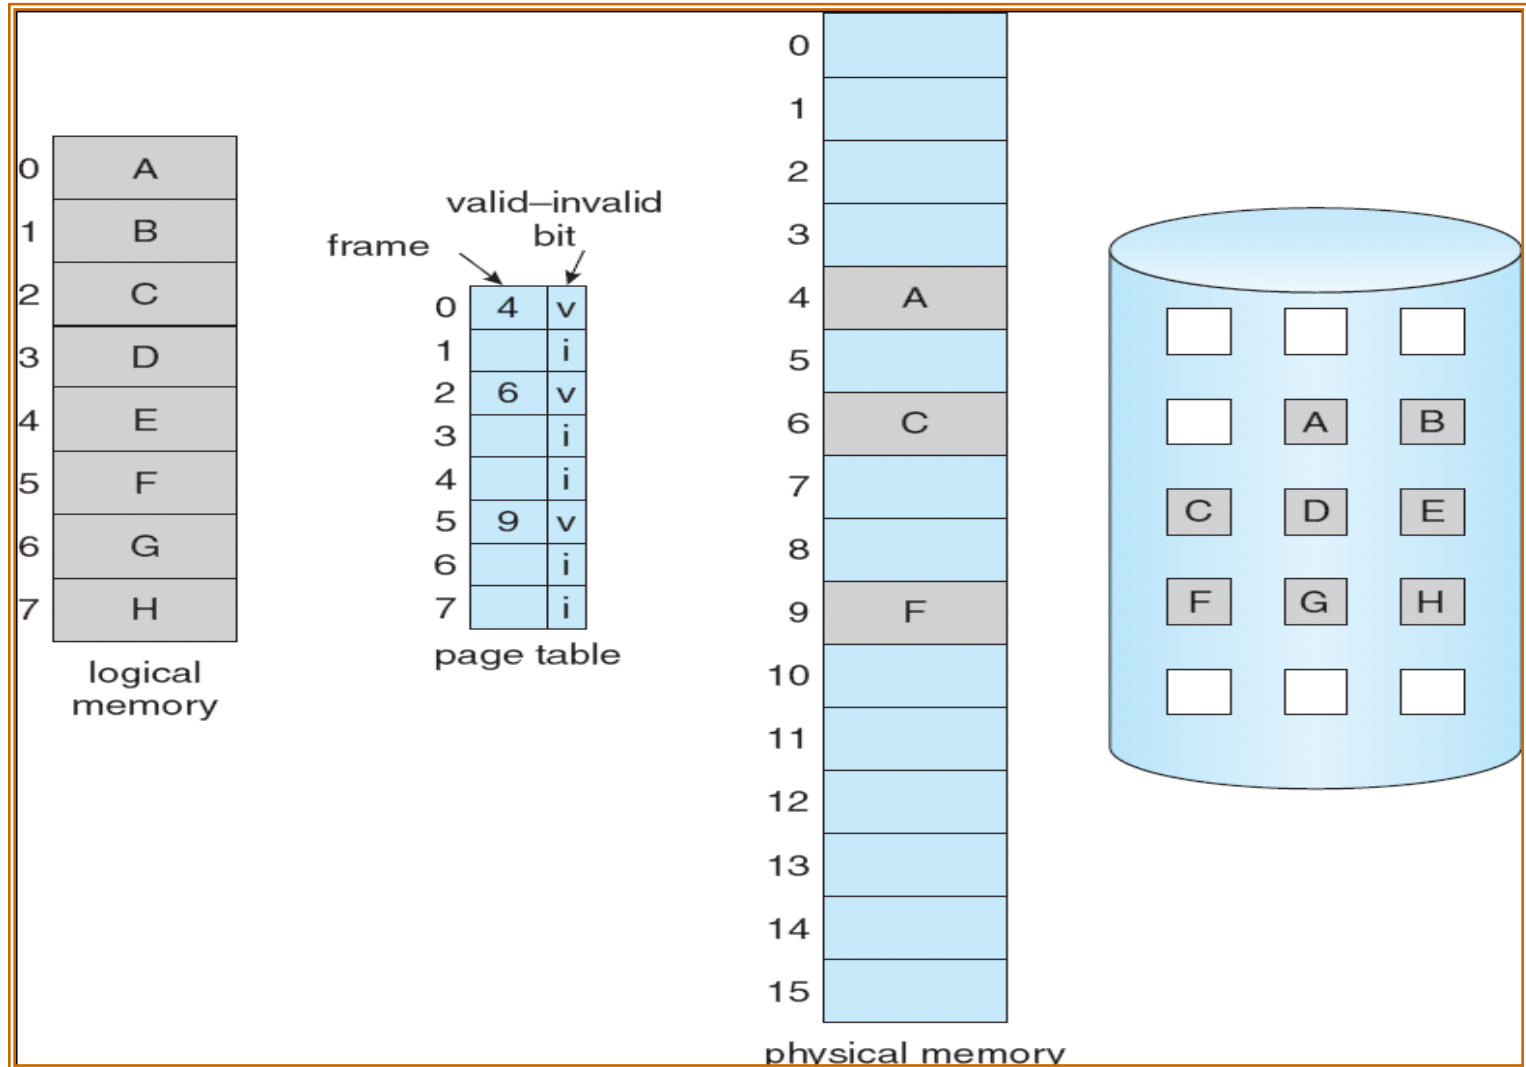 0 A
1 B
2 C
3 D
4 E
5 F
6 G
7 H
logical
memory
valid–invalid
bit
frame
0 4 v
1 i
2 6 v
3 i
4 i
5 9 v
6 i
7 i
page table
0
1
2
3
4 A
5
6 C
7
8
9 F
10
11
12
13
14
15
physical memory
A B
C D E
F G H